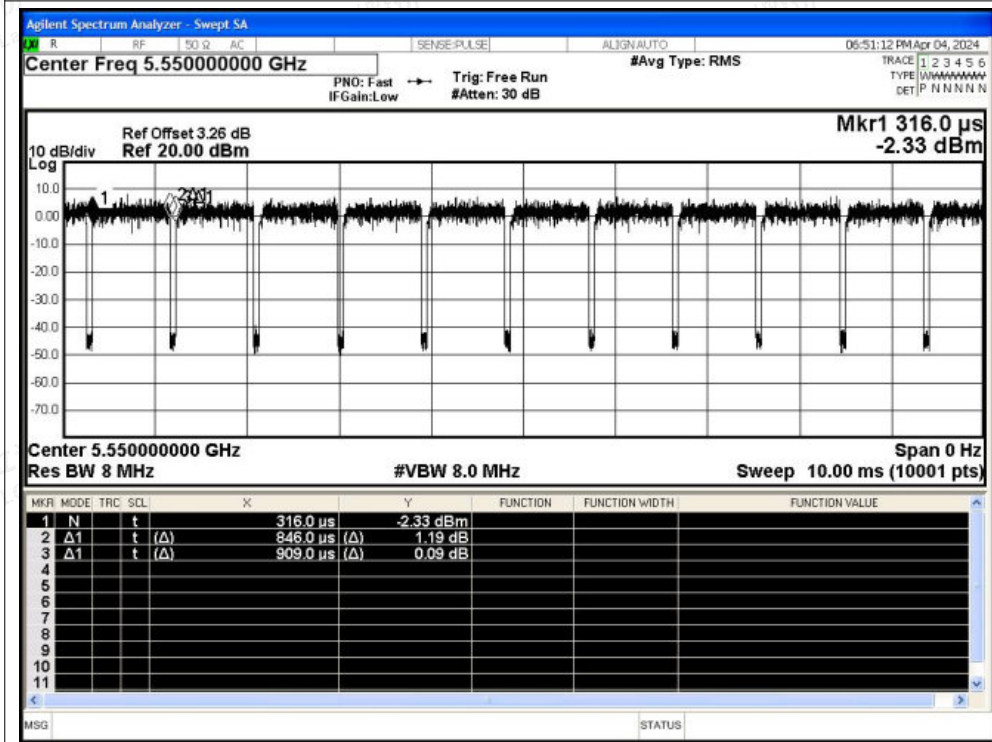 Agilent Spectrum Analyzer - Swept SA
LXI R RF 50 Ω AC SENSE:PULSE ALIGN AUTO 06:51:12 PM Apr 04, 2024
Center Freq 5.550000000 GHz #Avg Type: RMS TRACE 1 2 3 4 5 6
PNO: Fast Trig: Free Run TYPE WWWWWW
IFGain:Low #Atten: 30 dB DET P N N N N N
Mkr1 316.0 µs
Ref Offset 3.26 dB
10 dB/div Ref 20.00 dBm -2.33 dBm
Log
10.0
1
0.00
-10.0
-20.0
-30.0
-40.0
-50.0
-60.0
-70.0
Center 5.550000000 GHz Span 0 Hz
Res BW 8 MHz #VBW 8.0 MHz Sweep 10.00 ms (10001 pts)
MKR MODE TRC SCL X Y FUNCTION FUNCTION WIDTH FUNCTION VALUE
1 N t 316.0 µs -2.33 dBm
2 Δ1 t (Δ) 846.0 µs (Δ) 1.19 dB
3 Δ1 t (Δ) 909.0 µs (Δ) 0.09 dB
4
5
6
7
8
9
10
11
MSG STATUS